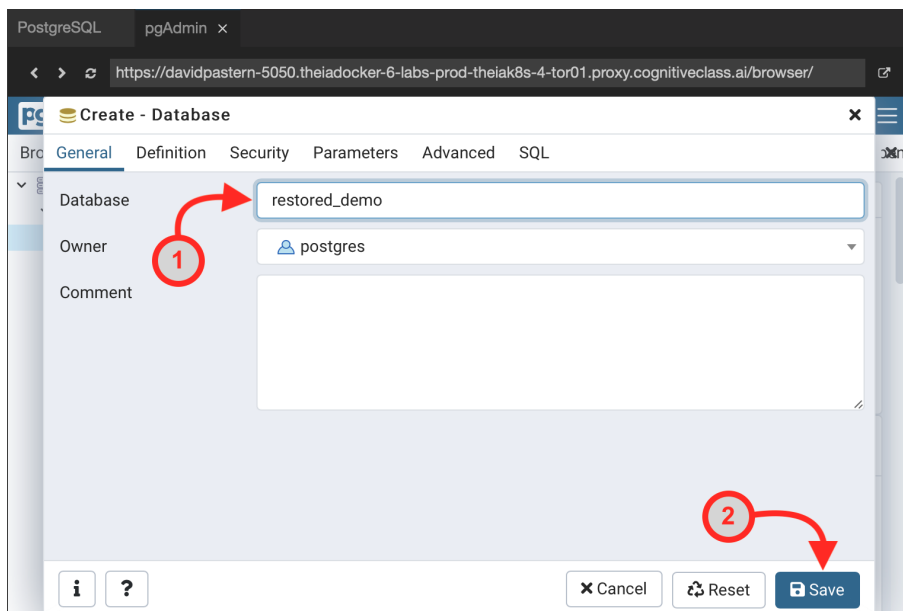 PostgreSQL pgAdmin ×
https://davidpastern-5050.theiadocker-6-labs-prod-theiak8s-4-tor01.proxy.cognitiveclass.ai/browser/
Create - Database
Bro General Definition Security Parameters Advanced SQL
Database restored_demo
Owner postgres
1
Comment
2
i ? Cancel Reset Save